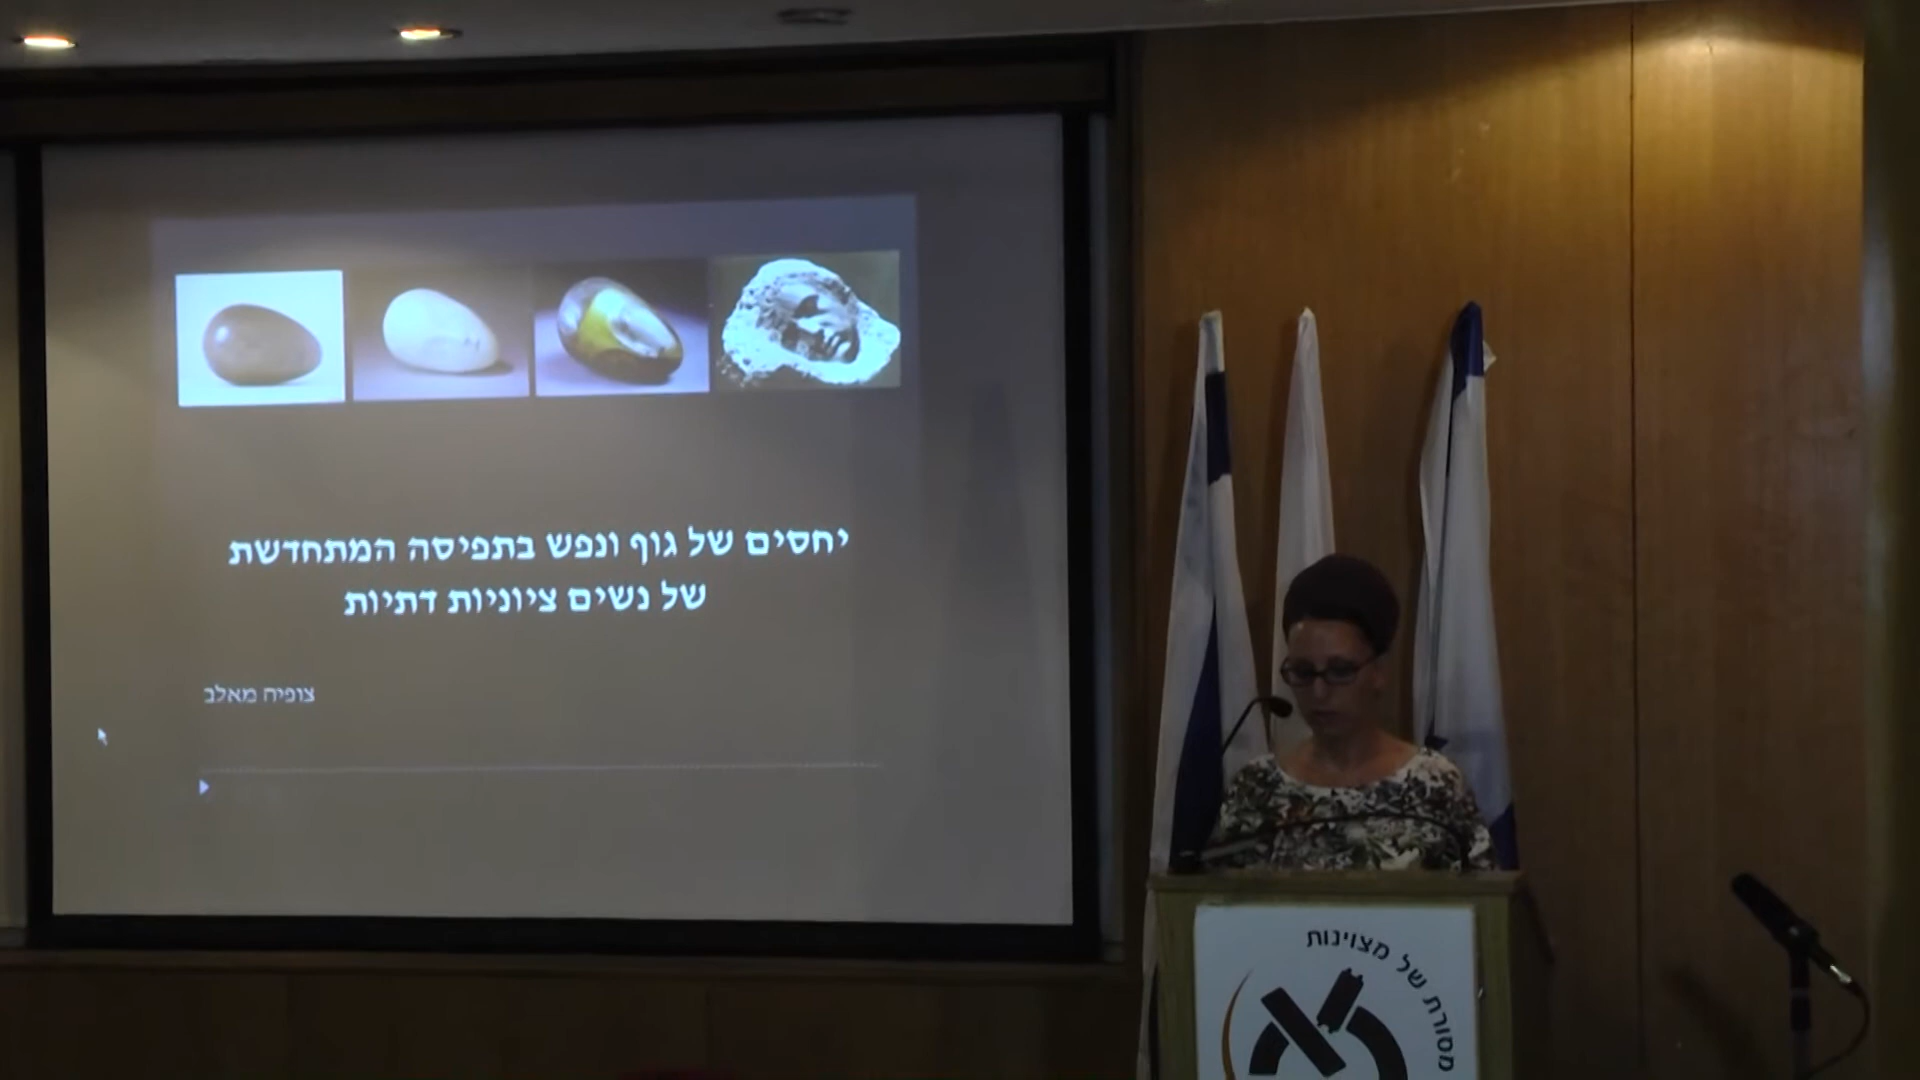 יחסים של גוף ונפש בתפיסה המתחדשת
של נשים ציוניות דתיות
צופיה מאלב
מסורת של מצוינות